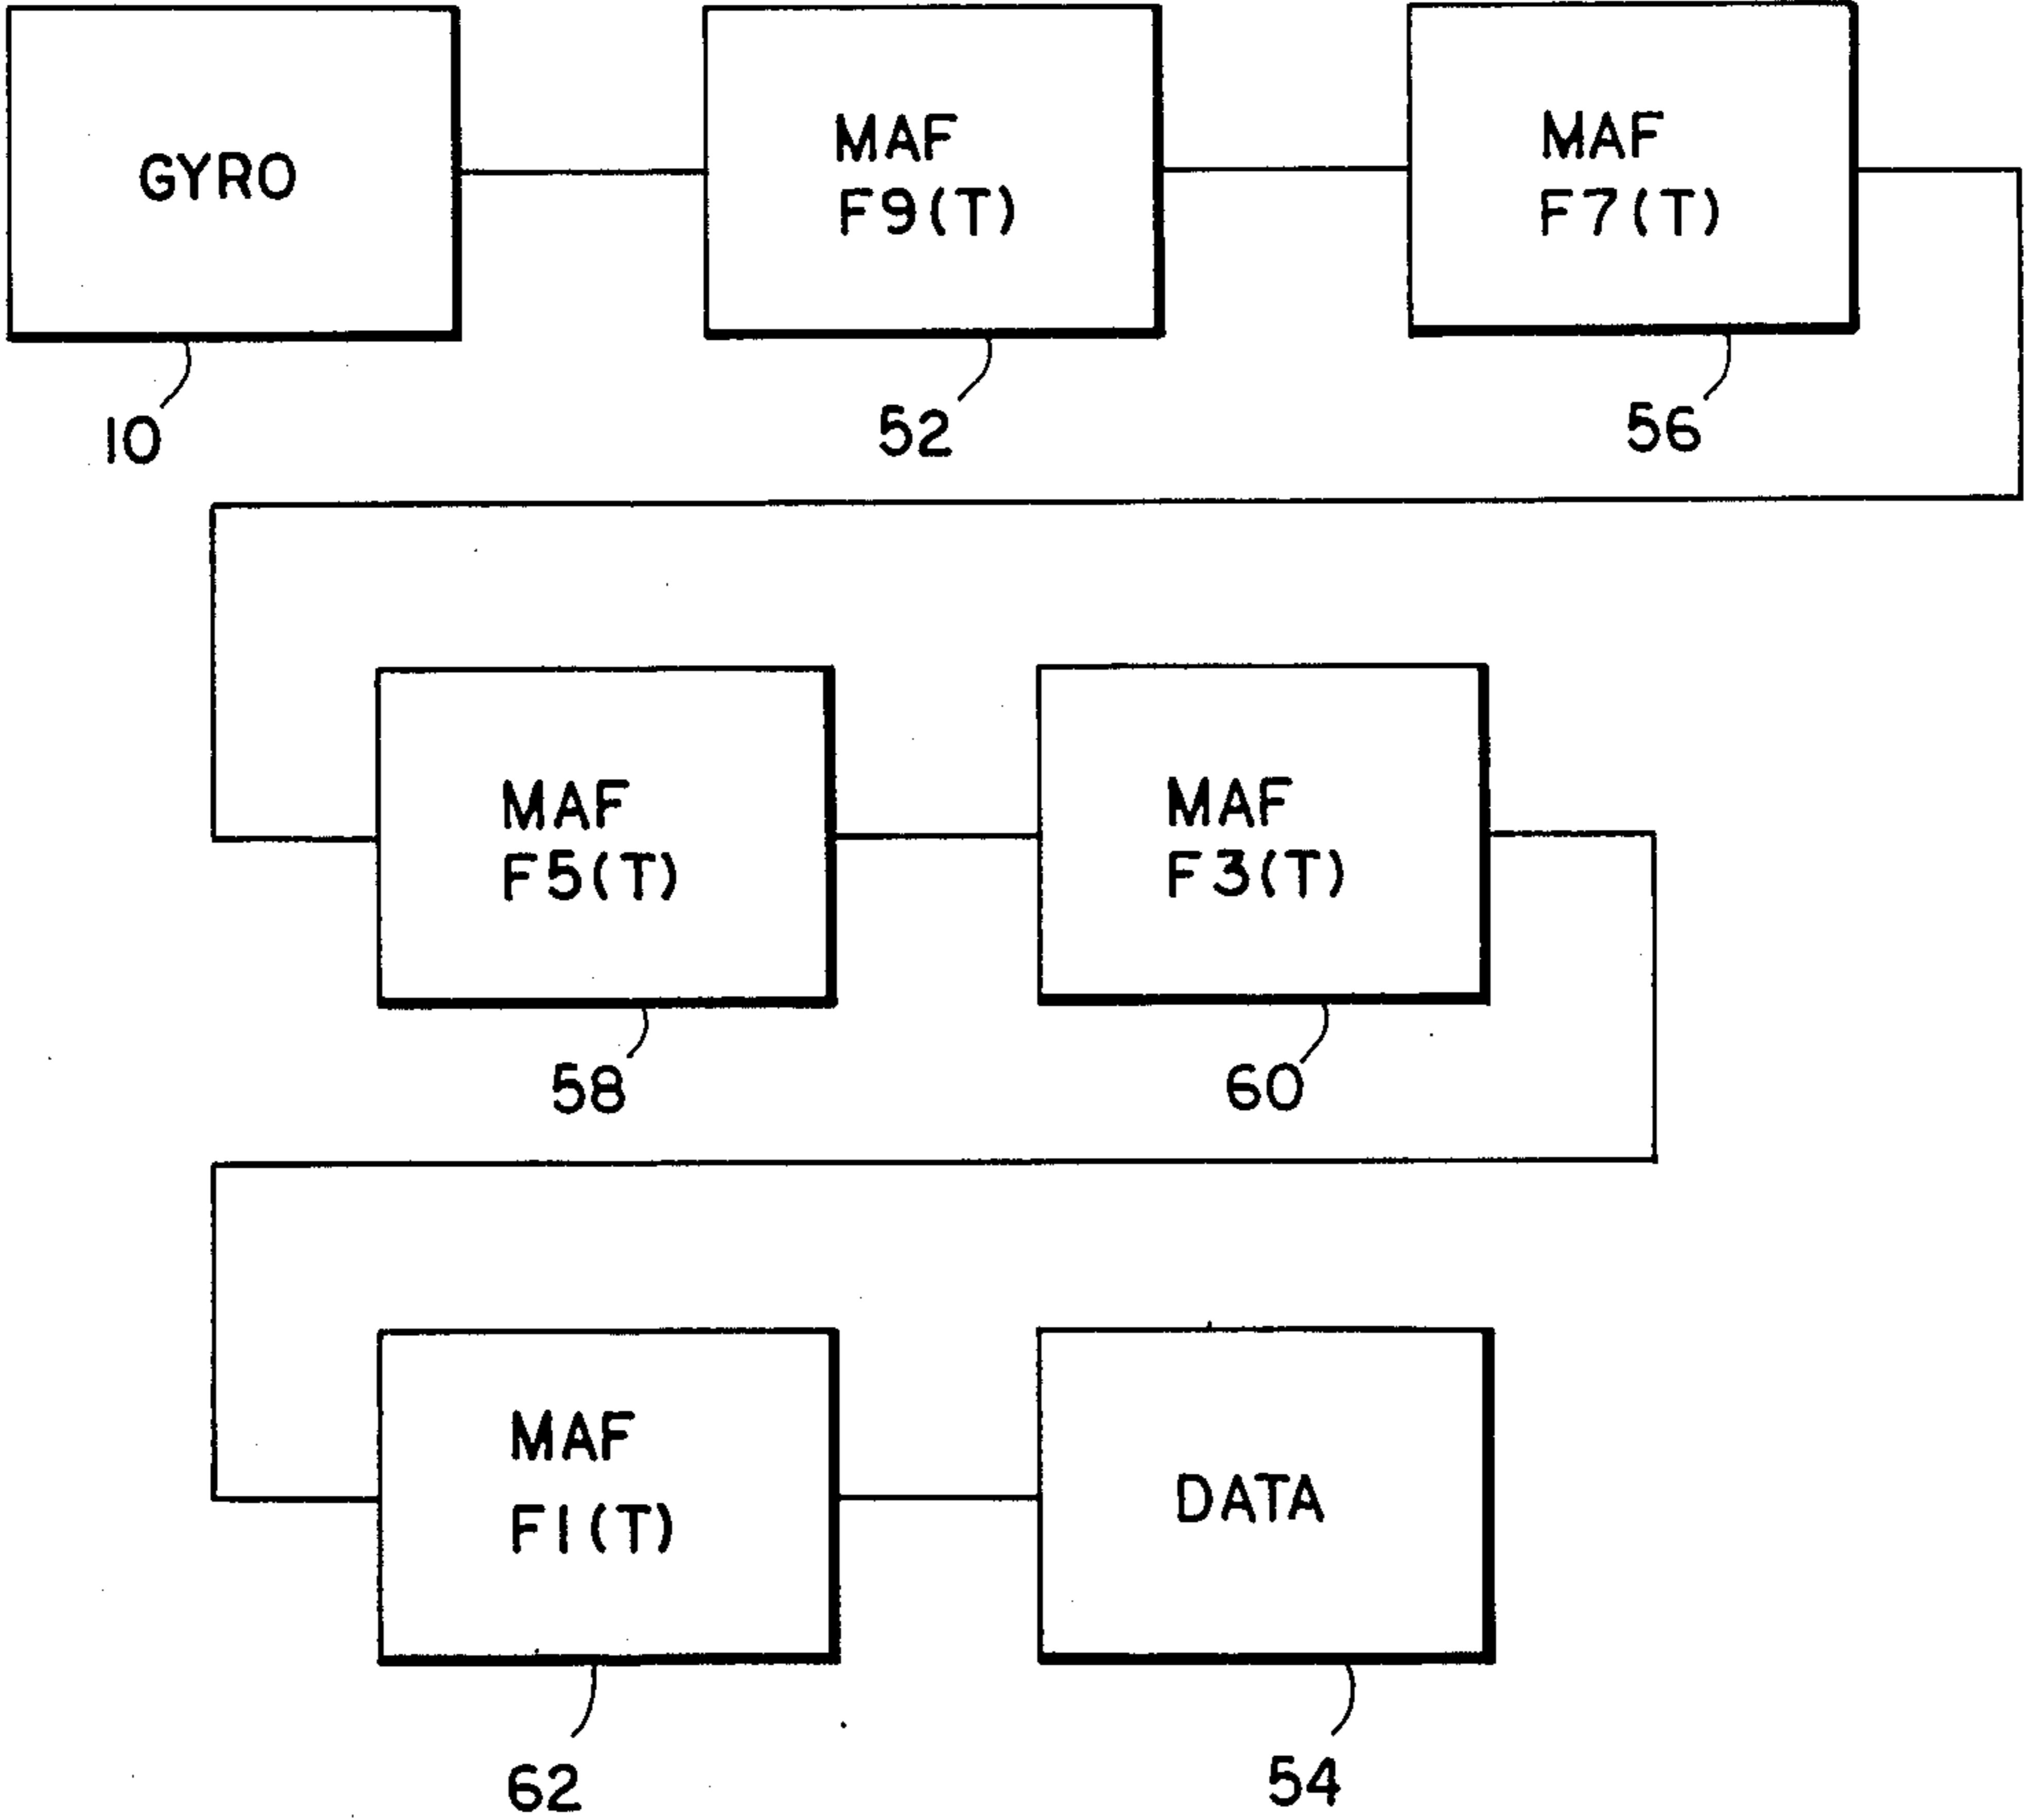 GYRO
MAF
F9(T)
MAF
F7(T)
10
52
56
MAF
F5(T)
MAF
F3(T)
58
60
MAF
F1(T)
DATA
62
54